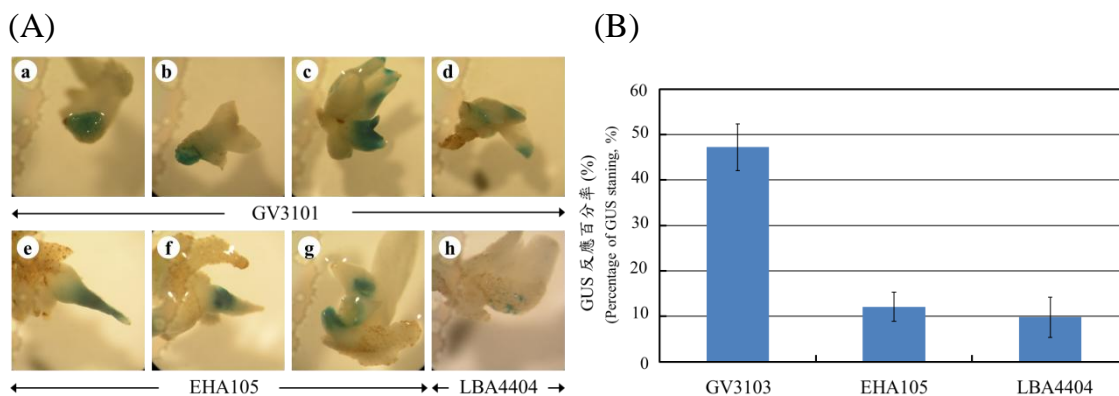 (A)
(B)
a
b
c
d
GV3101
e
f
g
h
EHA105
LBA4404
GUS 反應百分率 (%)
(Percentage of GUS staning, %)
60
50
40
30
20
10
0
GV3103
EHA105
LBA4404